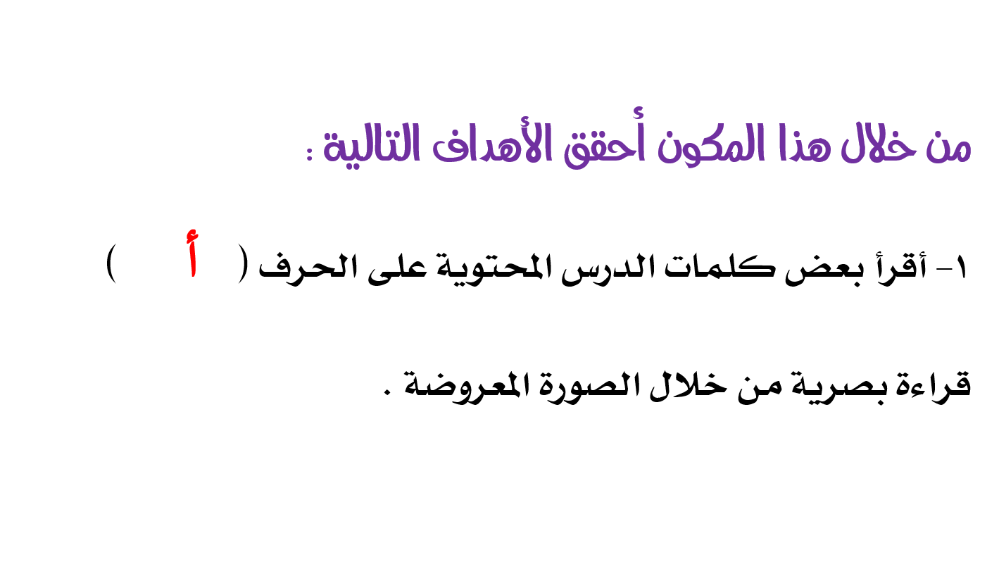 من خلال هذا المكون أحقق الأهداف التالية :
١- أقرأ بعض كلمات الدرس المحتوية على الحرف ( أ )
قراءة بصرية من خلال الصورة المعروضة .